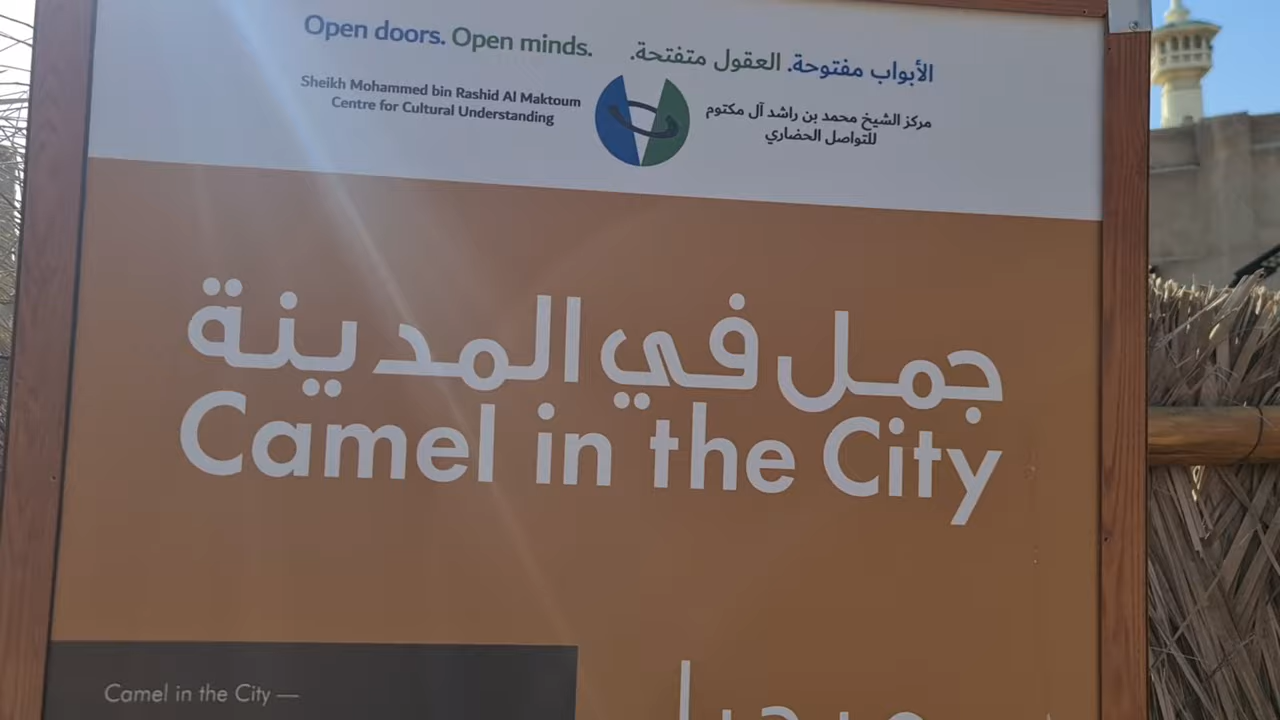 Open doors. Open minds.
الأبواب مفتوحة. العقول متفتحة.
Sheikh Mohammed bin Rashid Al Maktoum
Centre for Cultural Understanding
مركز الشيخ محمد بن راشد آل مكتوم
للتواصل الحضاري
جمل في المدينة
Camel in the City
Camel in the City —